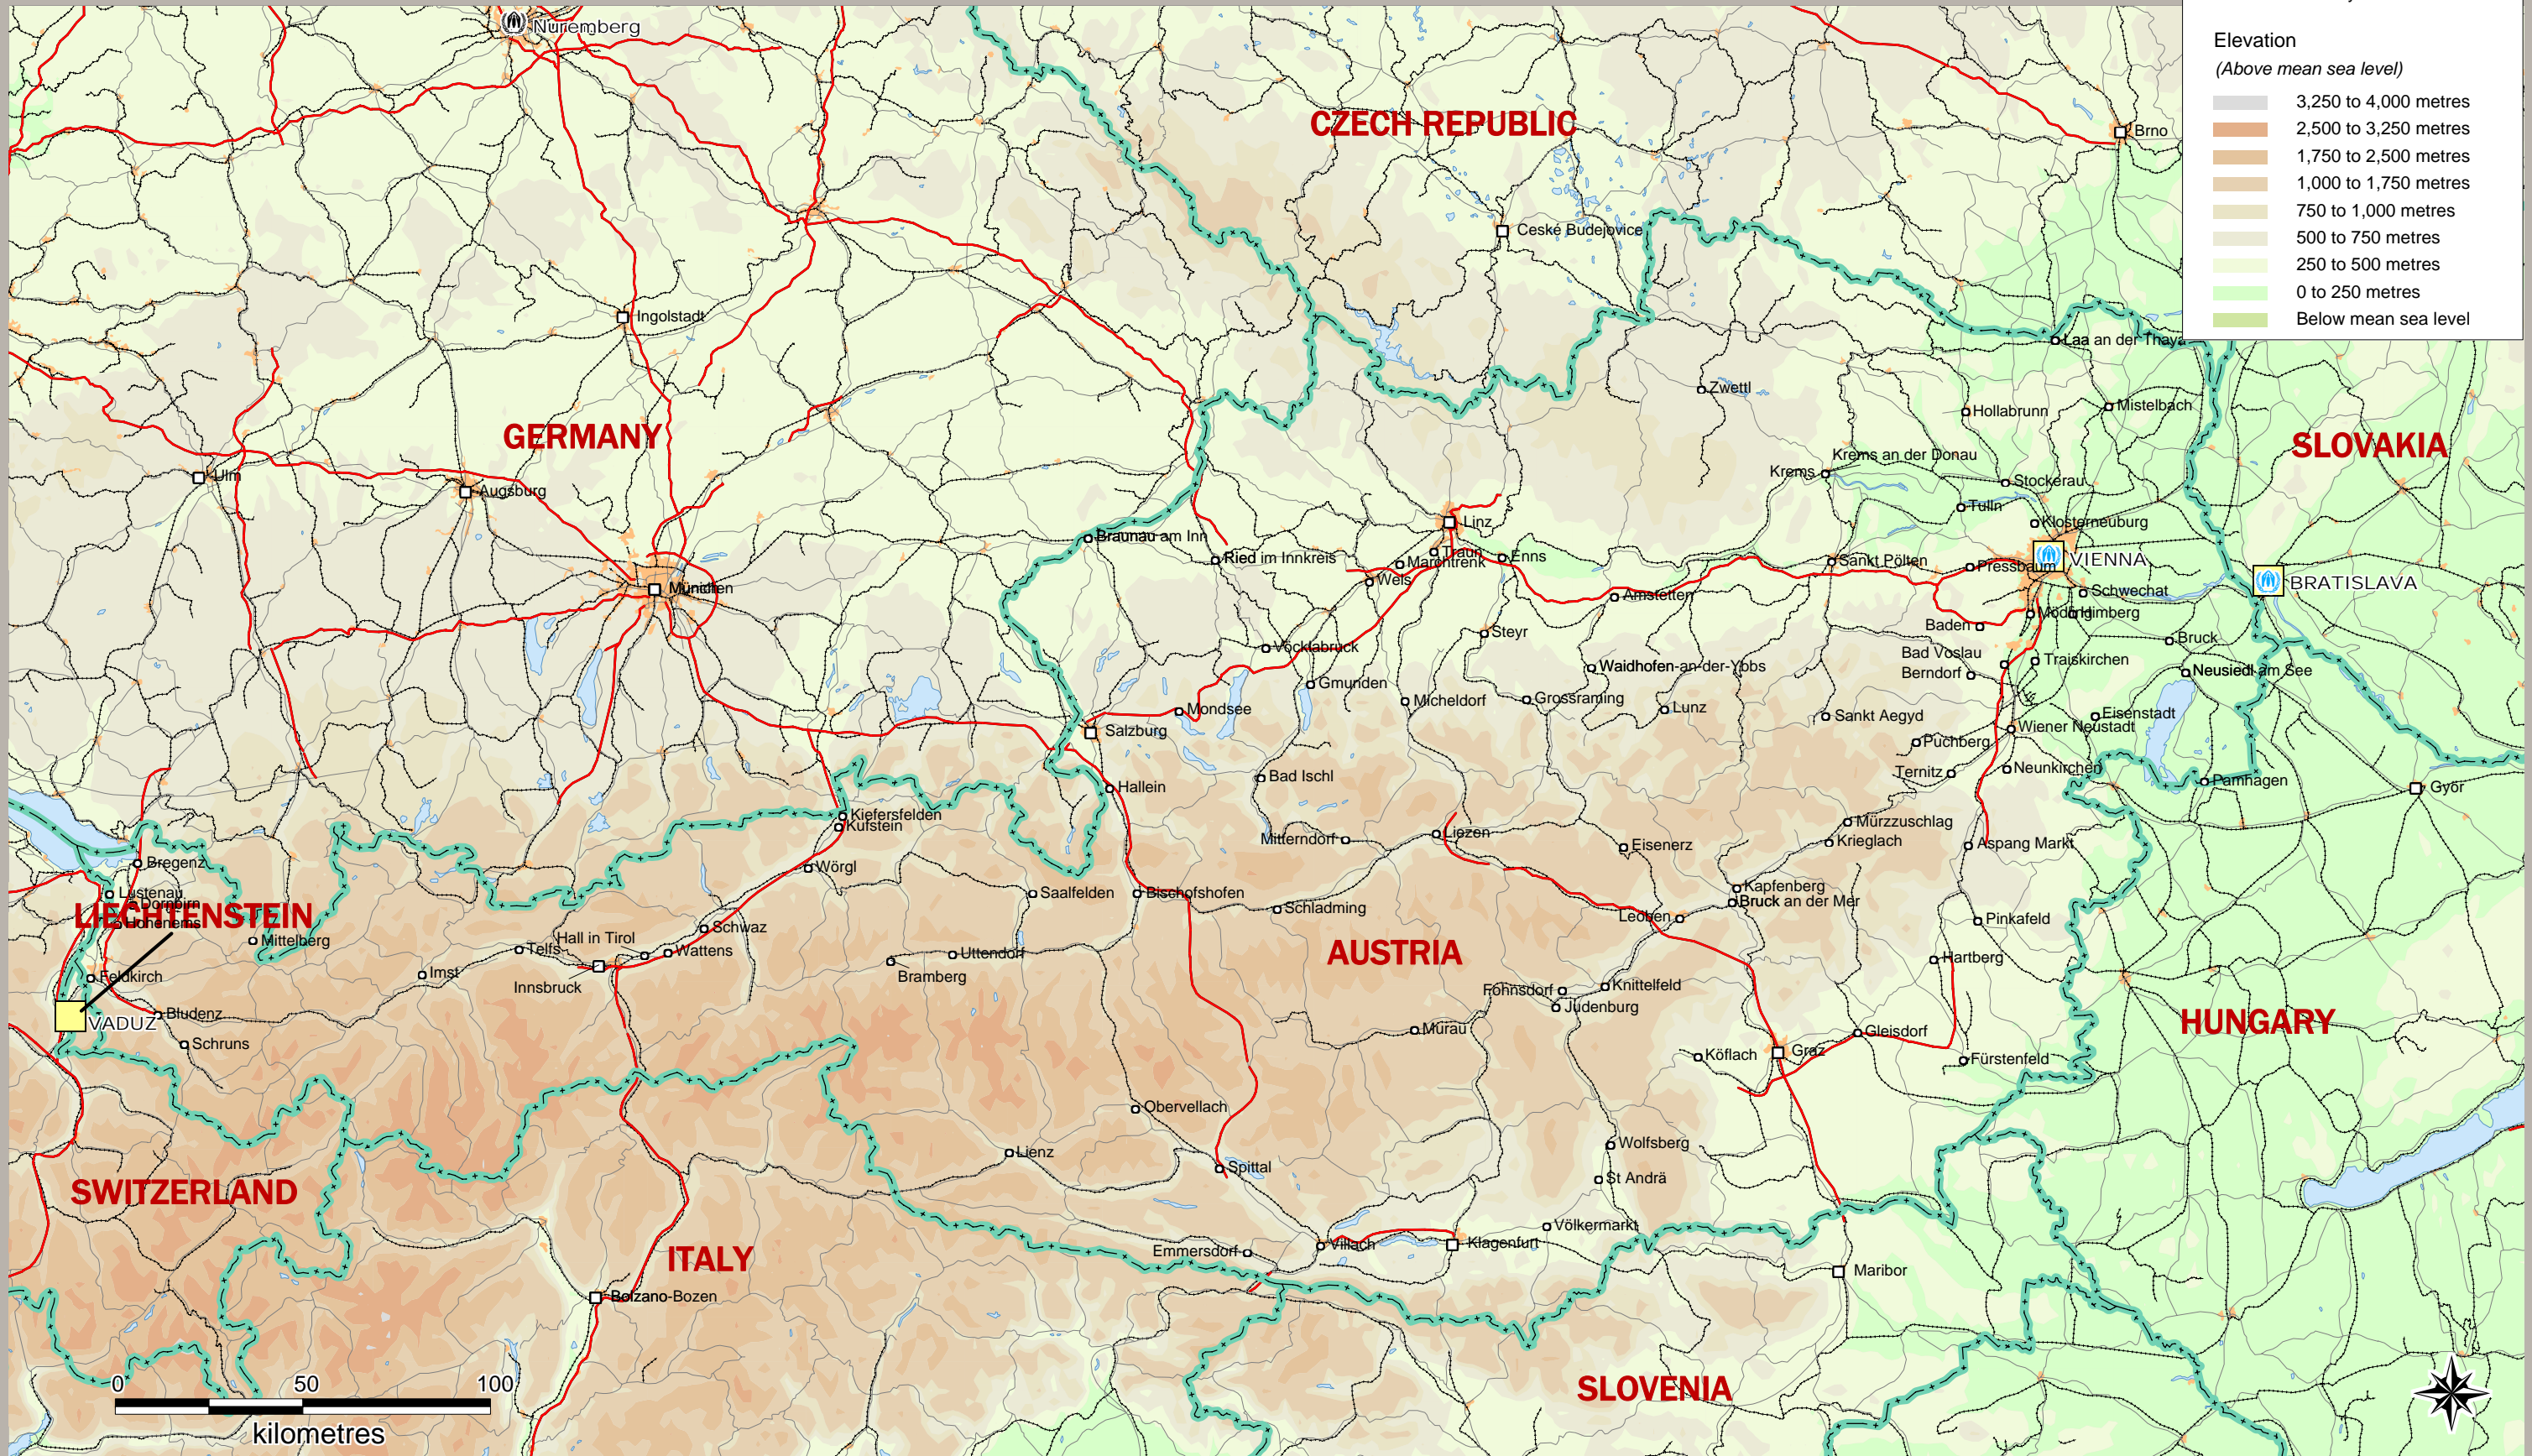 Nuremberg
Elevation
(Above mean sea level)
3,250 to 4,000 metres
2,500 to 3,250 metres
1,750 to 2,500 metres
1,000 to 1,750 metres
750 to 1,000 metres
500 to 750 metres
250 to 500 metres
0 to 250 metres
Below mean sea level
CZECH REPUBLIC
Brno
Ceské Budejovice
Ingolstadt
Laa an der Thaya
Zwettl
Hollabrunn
Mistelbach
GERMANY
SLOVAKIA
Krems an der Donau
Krems
Ulm
Stockerau
Augsburg
Tulln
Linz
Klosterneuburg
Braunau am Inn
Traun
Ried im Innkreis
Marchtrenk
Enns
Sankt Pölten
Pressbaum
VIENNA
Wels
BRATISLAVA
München
Amstetten
Schwechat
Mödling
Himberg
Baden
Steyr
Bruck
Vöcklabruck
Bad Voslau
Traiskirchen
Waidhofen-an-der-Ybbs
Berndorf
Neusiedl am See
Gmunden
Micheldorf
Grossraming
Lunz
Mondsee
Sankt Aegyd
Eisenstadt
Salzburg
Wiener Neustadt
Puchberg
Bad Ischl
Ternitz
Neunkirchen
Pamhagen
Hallein
Györ
Kiefersfelden
Kufstein
Mürzzuschlag
Mitterndorf
Liezen
Krieglach
Aspang Markt
Eisenerz
Bregenz
Wörgl
Lustenau
Saalfelden
Bischofshofen
Kapfenberg
Dornbirn
Bruck an der Mer
LIECHTENSTEIN
Schladming
Leoben
Pinkafeld
Hohenems
Schwaz
Mittelberg
Hall in Tirol
Telfs
Wattens
Uttendorf
AUSTRIA
Hartberg
Feldkirch
Imst
Bramberg
Innsbruck
Fohnsdorf
Knittelfeld
Judenburg
VADUZ
Bludenz
Murau
Gleisdorf
HUNGARY
Schruns
Köflach
Graz
Fürstenfeld
Obervellach
Wolfsberg
Lienz
Spittal
St Andrä
SWITZERLAND
Völkermarkt
ITALY
Emmersdorf
Villach
Klagenfurt
Maribor
Bolzano-Bozen
SLOVENIA
0 50 100
kilometres